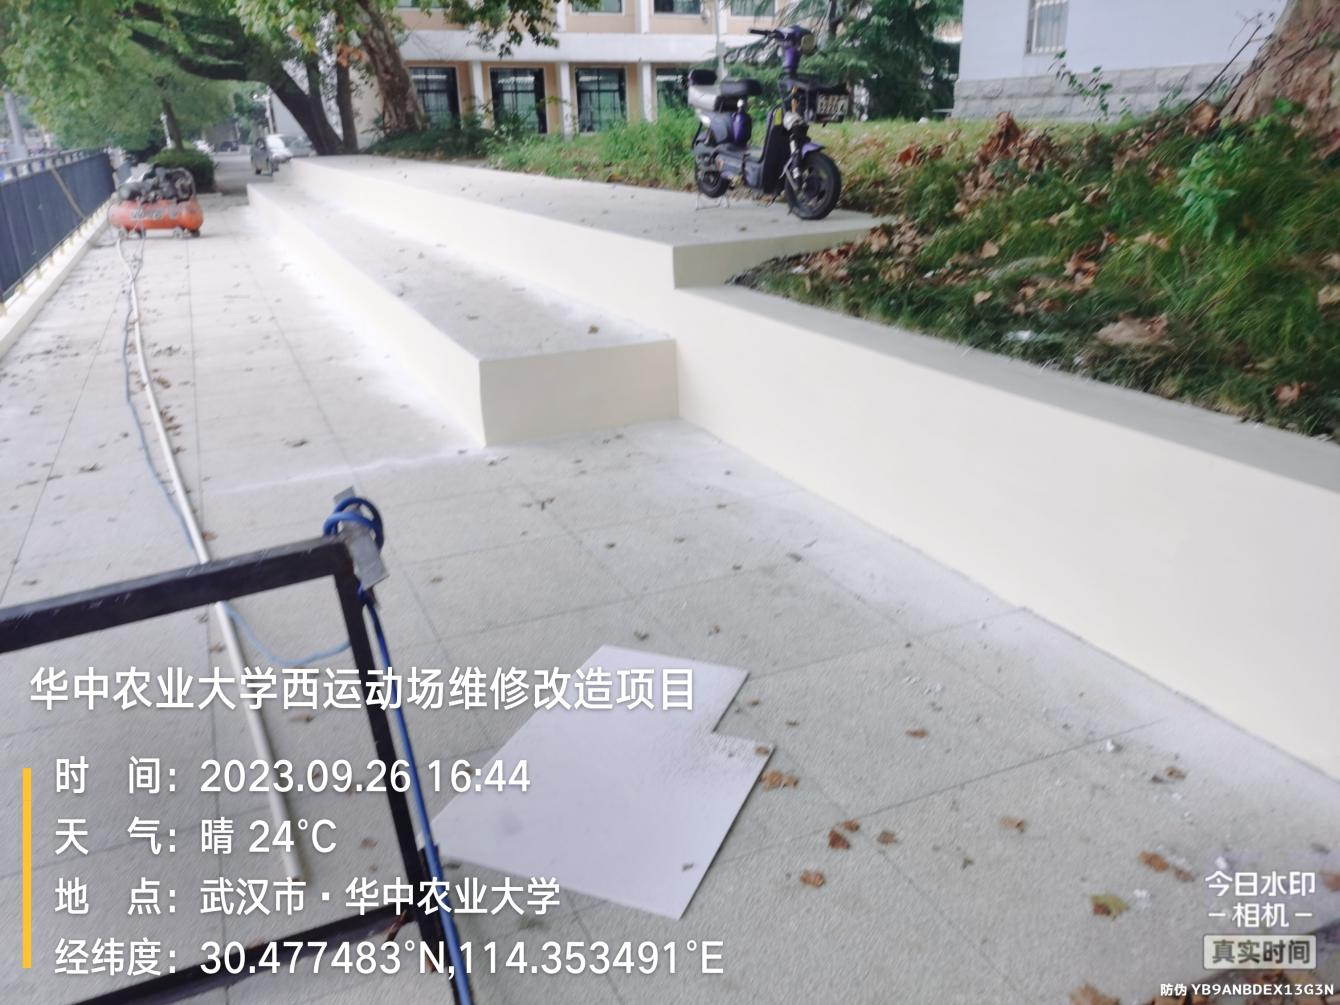 华中农业大学西运动场维修改造项目
时 间：2023.09.26 16:44
天 气：晴 24°C
地 点：武汉市·华中农业大学
经纬度：30.477483°N,114.353491°E
今日水印
-相机-
真实时间
防伪 YB9ANBDEX13G3N